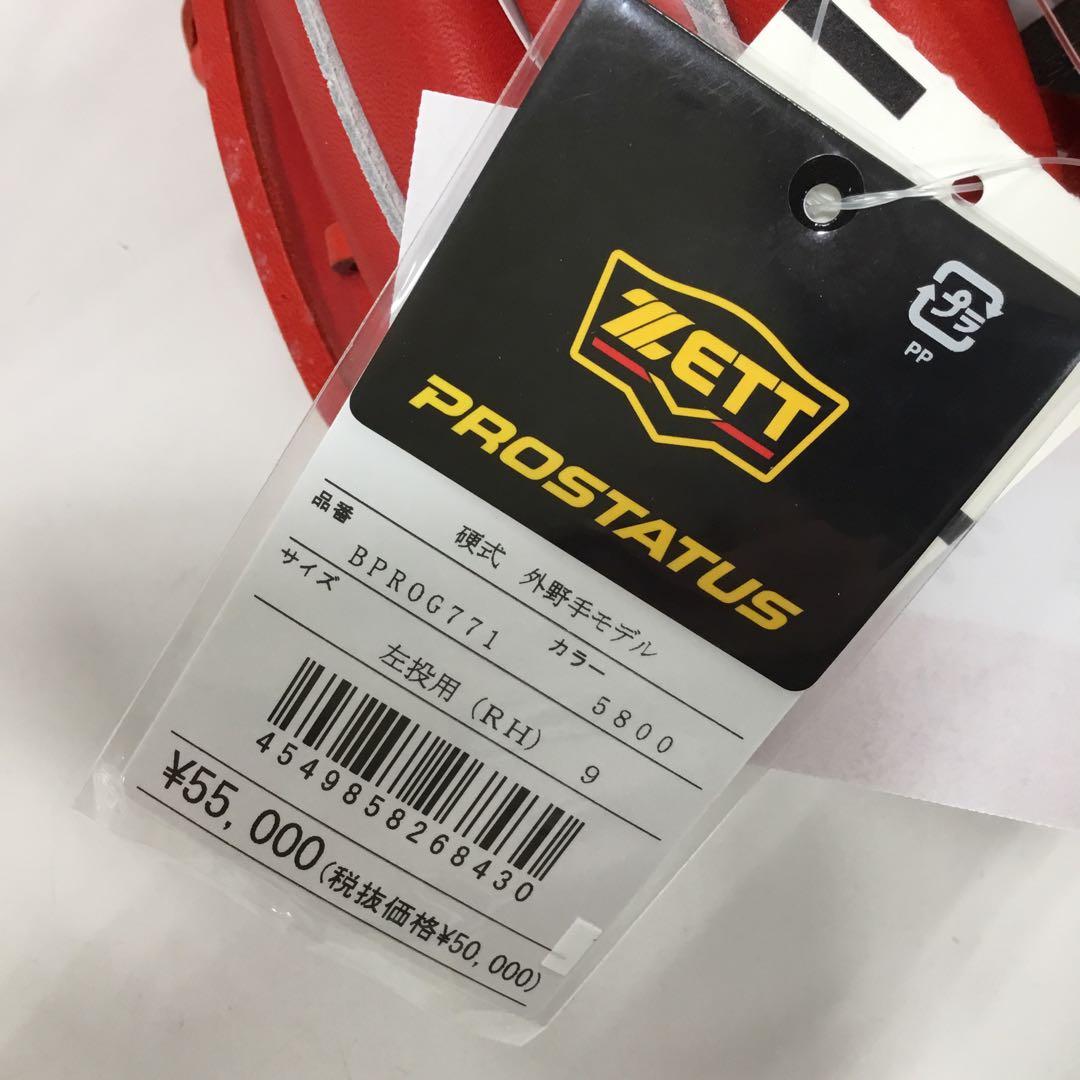 プラ
PP
ZETT
PROSTATUS
硬式 外野手モデル
品番 BPROG771 カラー 5800
サイズ 左投用(RH) 9
4549858268430
¥55,000(税抜価格¥50,000)